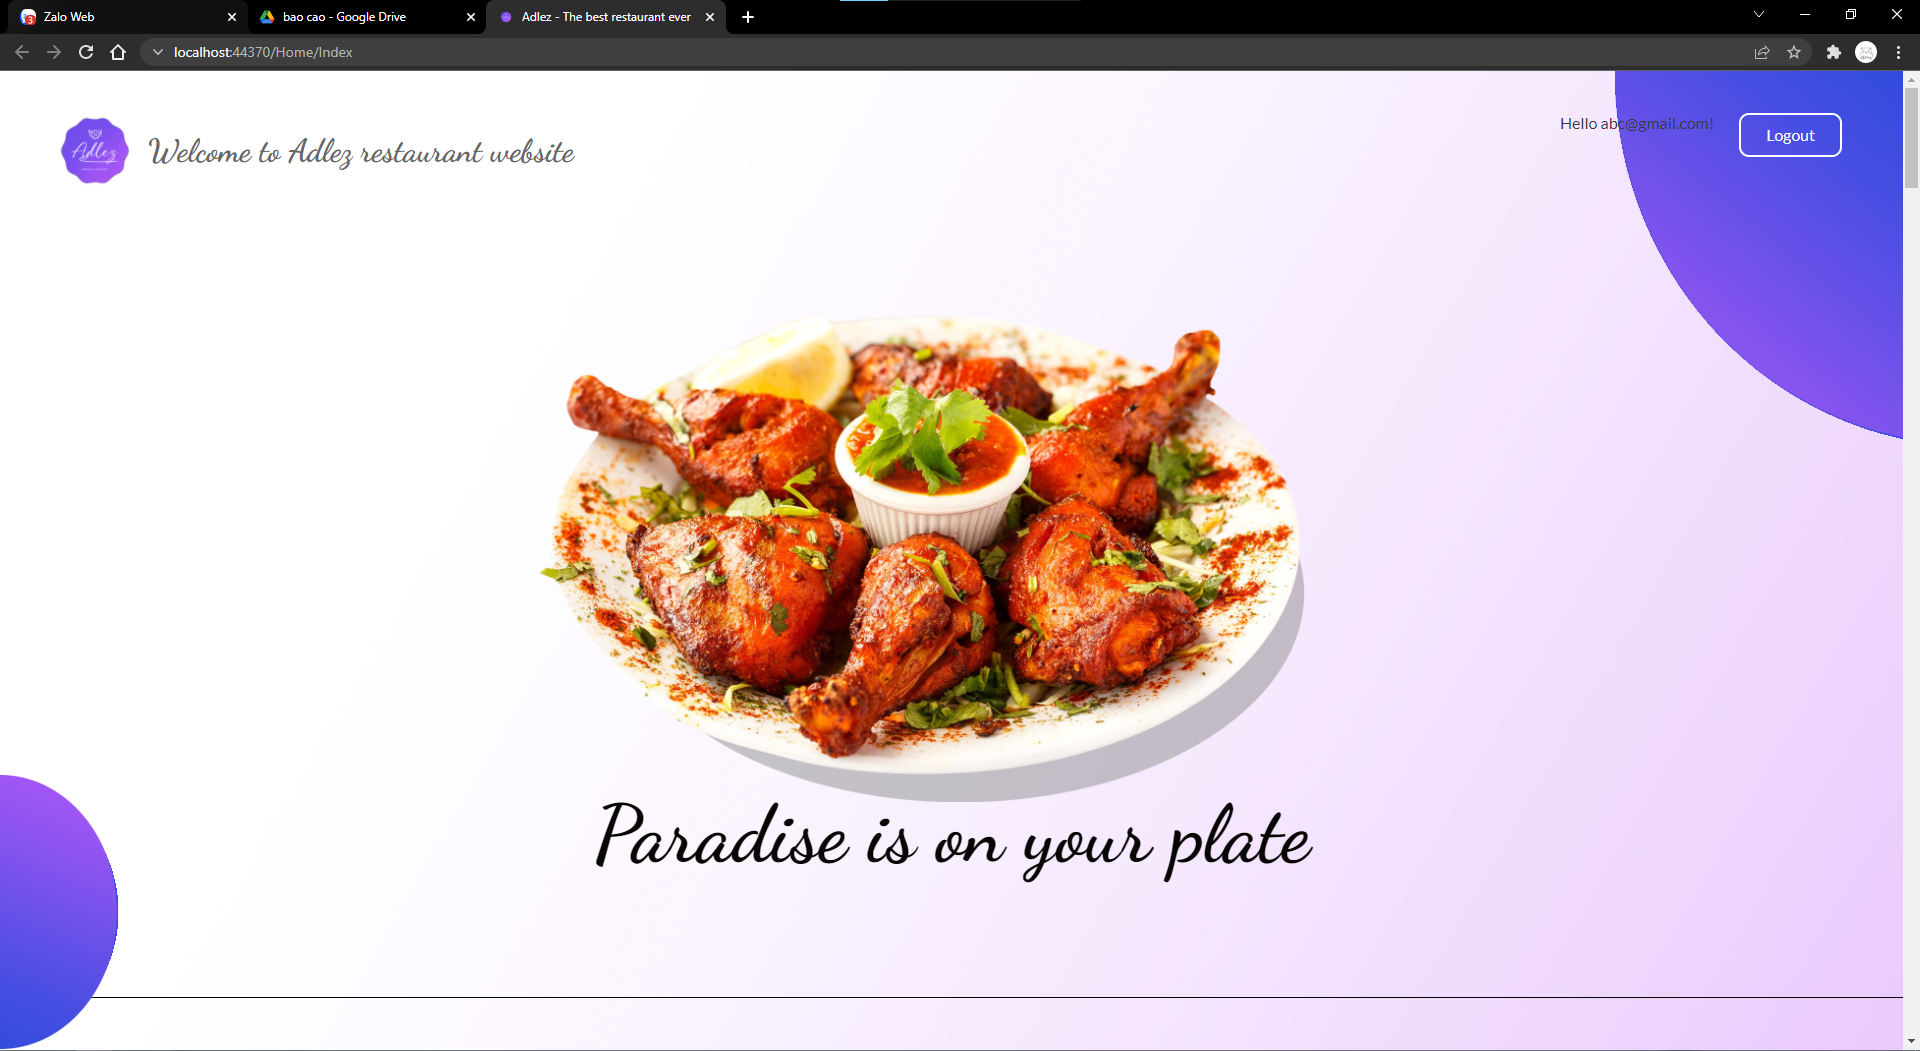 Zalo Web
bao cao - Google Drive
Adlez - The best restaurant ever
localhost:44370/Home/Index
Adlez
Welcome to Adlez restaurant website
Hello abc@gmail.com!
Logout
Paradise is on your plate